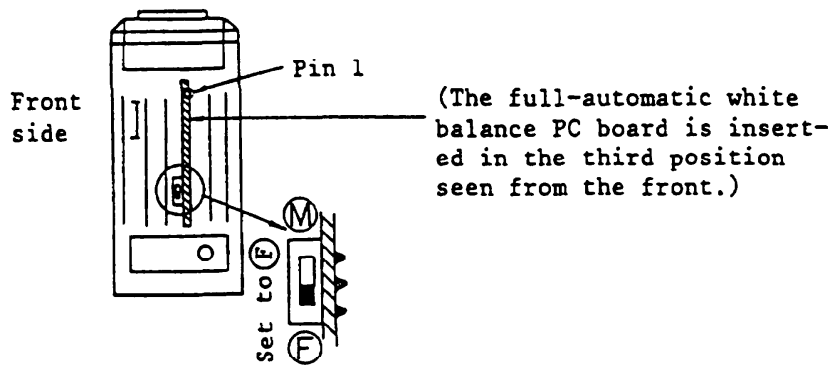 Pin 1
Front
side
(The full-automatic white
balance PC board is insert-
ed in the third position
seen from the front.)
M
Set to F
F